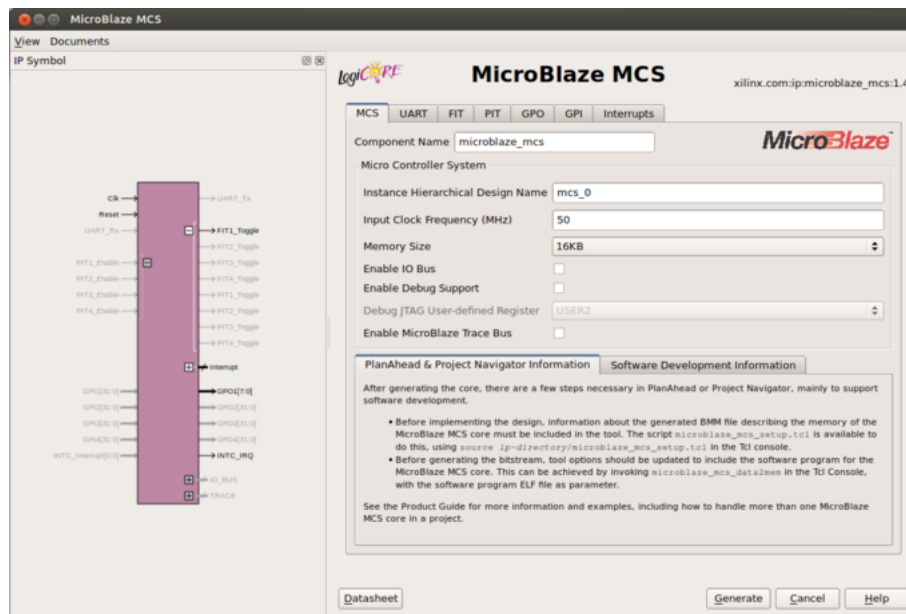 MicroBlaze MCS
View Documents
IP Symbol
Clk
Reset
UART_Rx
PIT1_Enable
PIT2_Enable
PIT3_Enable
PIT4_Enable
GPI1[31:0]
GPI2[31:0]
GPI3[31:0]
GPI4[31:0]
INTC_Interrupt[0:0]
UART_Tx
FIT1_Toggle
FIT2_Toggle
FIT3_Toggle
FIT4_Toggle
PIT1_Toggle
PIT2_Toggle
PIT3_Toggle
PIT4_Toggle
Interrupt
GPO1[7:0]
GPO2[31:0]
GPO3[31:0]
GPO4[31:0]
INTC_IRQ
IO_BUS
TRACE
LogiCORE
MicroBlaze MCS
xilinx.com:ip:microblaze_mcs:1.4
MCS UART FIT PIT GPO GPI Interrupts
Component Name microblaze_mcs
MicroBlaze
Micro Controller System
Instance Hierarchical Design Name mcs_0
Input Clock Frequency (MHz) 50
Memory Size 16KB
Enable IO Bus
Enable Debug Support
Debug JTAG User-defined Register USER2
Enable MicroBlaze Trace Bus
PlanAhead & Project Navigator Information Software Development Information
After generating the core, there are a few steps necessary in PlanAhead or Project Navigator, mainly to support
software development.
• Before implementing the design, information about the generated BMM file describing the memory of the
MicroBlaze MCS core must be included in the tool. The script microblaze_mcs_setup.tcl is available to
do this, using source ip-directory/microblaze_mcs_setup.tcl in the Tcl console.
• Before generating the bitstream, tool options should be updated to include the software program for the
MicroBlaze MCS core. This can be achieved by invoking microblaze_mcs_data2mem in the Tcl Console,
with the software program ELF file as parameter.
See the Product Guide for more information and examples, including how to handle more than one MicroBlaze
MCS core in a project.
Datasheet Generate Cancel Help